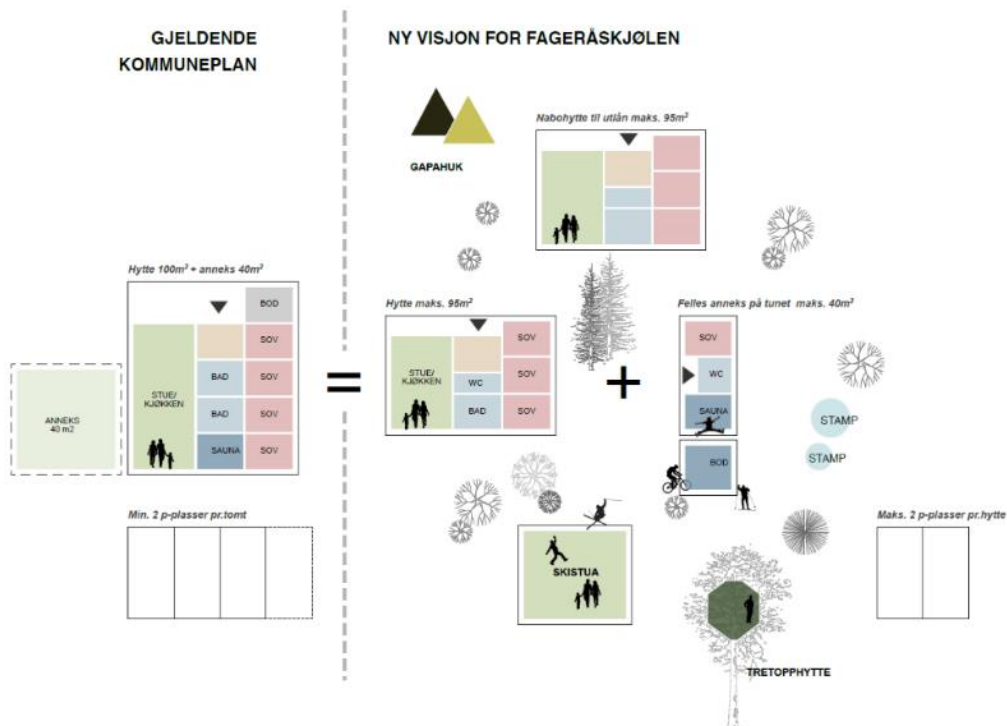 GJELDENDE
KOMMUNEPLAN
Hytte 100m² + anneks 40m²
BOD
SOV
STUE/
KJØKKEN
BAD
SOV
BAD
SOV
SAUNA
SOV
ANNEKS
40 m2
Min. 2 p-plasser pr.tomt
=
NY VISJON FOR FAGERÅSKJØLEN
GAPAHUK
Nabohytte til utlån maks. 95m²
Hytte maks. 95m²
SOV
STUE/
KJØKKEN
WC
SOV
BAD
SOV
+
Felles anneks på tunet maks. 40m²
SOV
WC
SAUNA
BOD
STAMP
STAMP
SKISTUA
Maks. 2 p-plasser pr.hytte
TRETOPPHYTTE